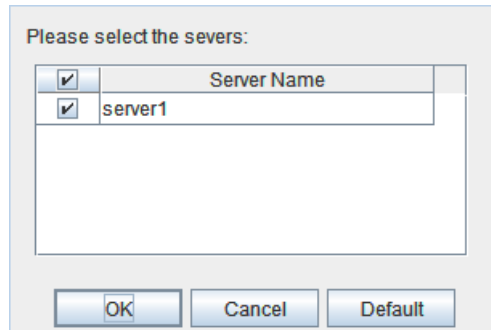 Please select the severs:
Server Name
server1
OK Cancel Default